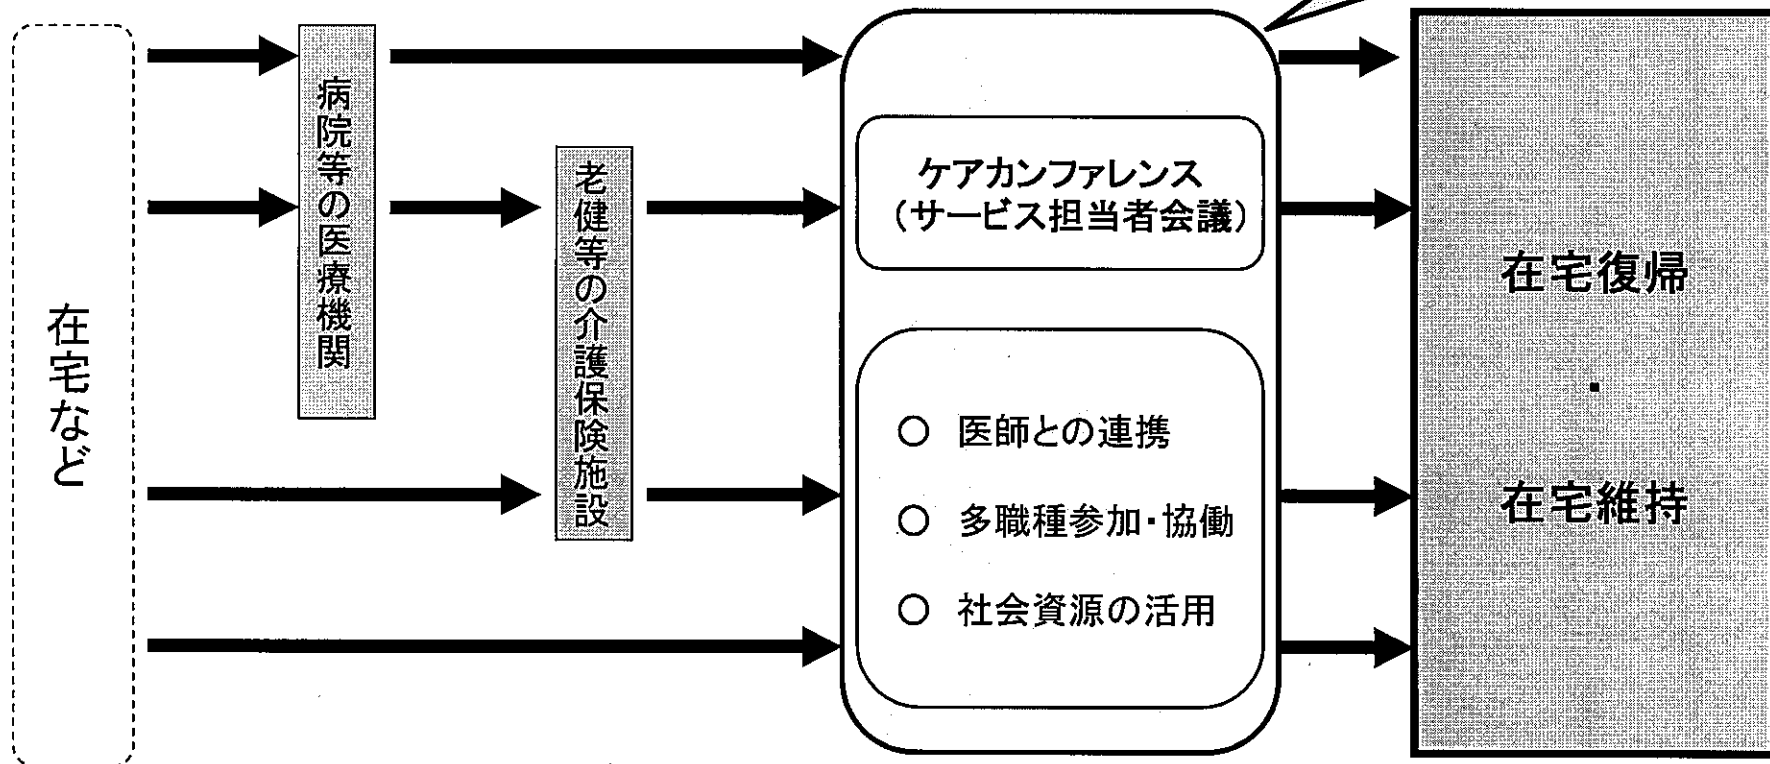 在宅など
病院等の医療機関
老健等の介護保険施設
ケアカンファレンス
（サービス担当者会議）
○ 医師との連携
○ 多職種参加・協働
○ 社会資源の活用
在宅復帰
・
在宅維持